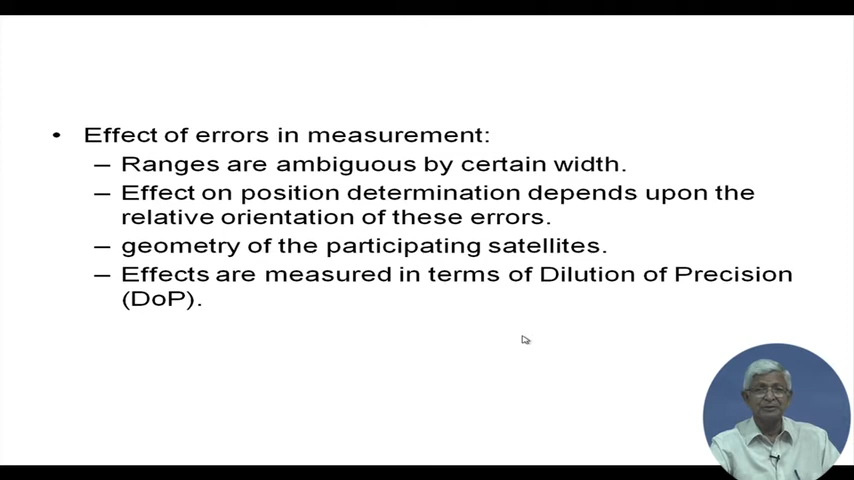 • Effect of errors in measurement:
– Ranges are ambiguous by certain width.
– Effect on position determination depends upon the
relative orientation of these errors.
– geometry of the participating satellites.
– Effects are measured in terms of Dilution of Precision
(DoP).